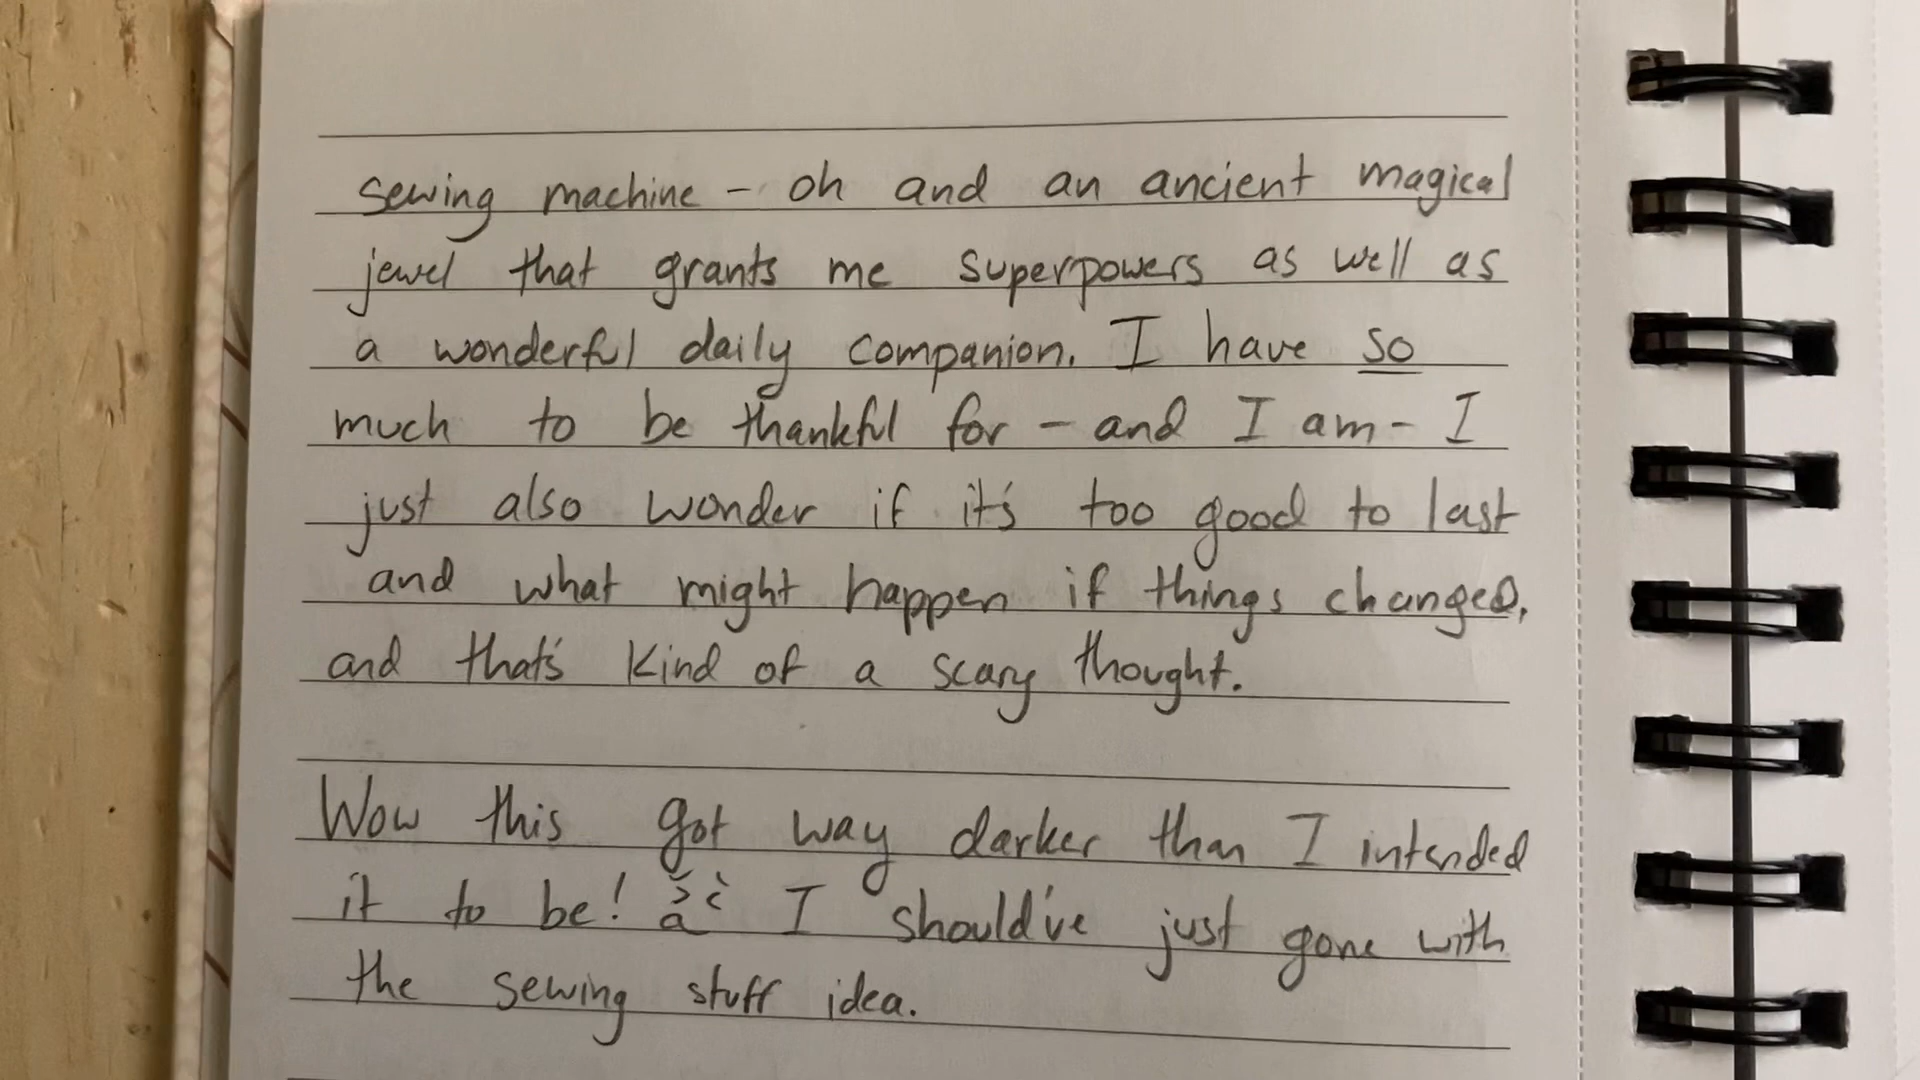 sewing machine - oh and an ancient magical
jewel that grants me superpowers as well as
a wonderful daily companion. I have so
much to be thankful for - and I am - I
just also wonder if it's too good to last
and what might happen if things changed,
and that's kind of a scary thought.
Wow this got way darker than I intended
it to be! I should've just gone with
the sewing stuff idea.